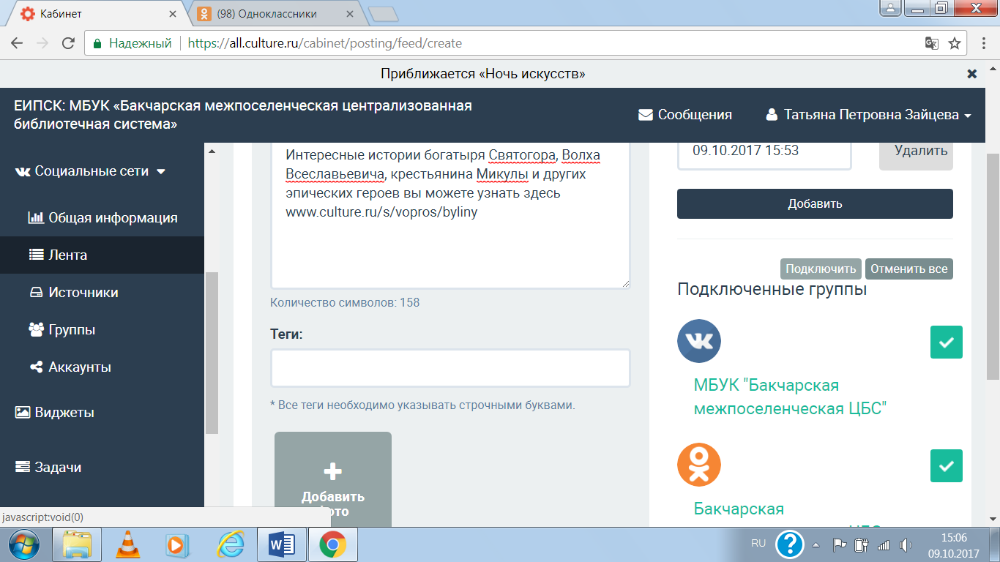 Кабинет
(98) Одноклассники
Надежный
https://all.culture.ru/cabinet/posting/feed/create
Приближается «Ночь искусств»
ЕИПСК: МБУК «Бакчарская межпоселенческая централизованная
библиотечная система»
Сообщения
Татьяна Петровна Зайцева
Социальные сети
Общая информация
Лента
Источники
Группы
Аккаунты
Виджеты
Задачи
Интересные истории богатыря Святогора, Волха
Всеславьевича, крестьянина Микулы и других
эпических героев вы можете узнать здесь
www.culture.ru/s/vopros/byliny
Количество символов: 158
Теги:
* Все теги необходимо указывать строчными буквами.
Добавить
фото
09.10.2017 15:53
Удалить
Добавить
Подключить
Отменить все
Подключенные группы
МБУК "Бакчарская
межпоселенческая ЦБС"
Бакчарская
javascript:void(0)
RU
15:06
09.10.2017